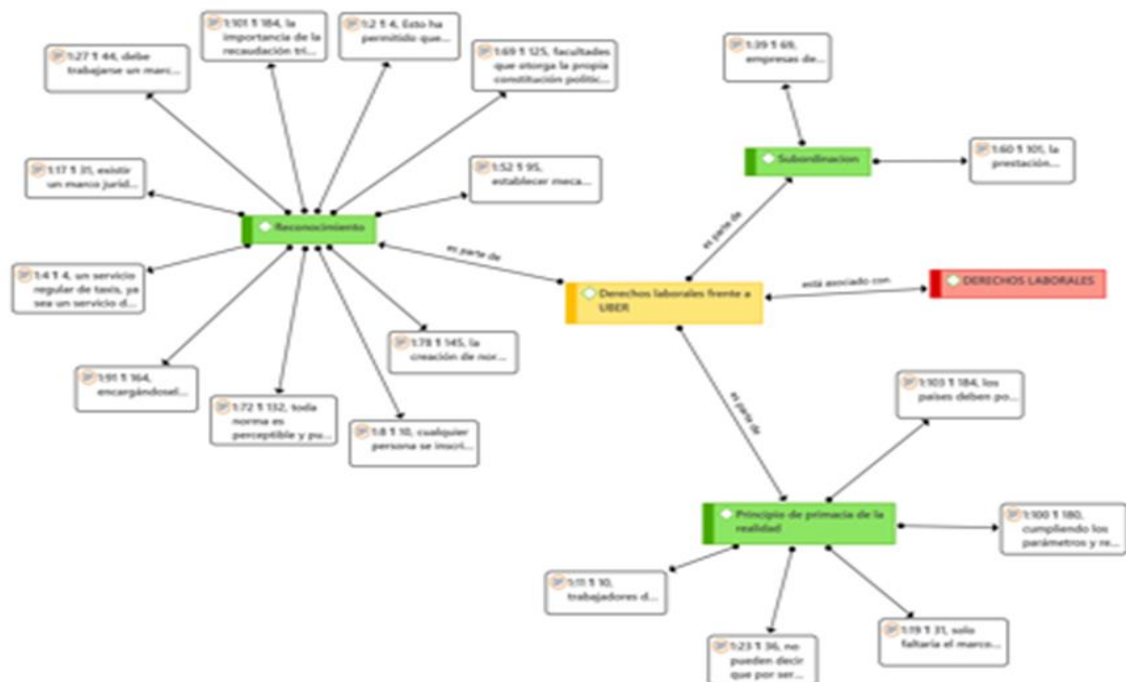 1:101 ¶ 184, la
importancia de la
recaudación tri...
1:2 ¶ 4, Esto ha
permitido que...
1:27 ¶ 44, debe
trabajarse un marc...
1:69 ¶ 125, facultades
que otorga la propia
constitución politic...
1:39 ¶ 69,
empresas de...
1:17 ¶ 31, existir
un marco jurid...
1:52 ¶ 95,
establecer meca...
Subordinacion
1:60 ¶ 101, la
prestación...
Reconocimiento
es parte de
es parte de
1:4 ¶ 4, un servicio
regular de taxis, ya
sea un servicio d...
Derechos laborales frente a
UBER
está asociado con
DERECHOS LABORALES
1:78 ¶ 145, la
creación de nor...
1:91 ¶ 164,
encargándosel...
1:72 ¶ 132, toda
norma es
perceptible y pu...
1:8 ¶ 10, cualquier
persona se inscri...
es parte de
1:103 ¶ 184, los
países deben po...
Principio de primacia de la
realidad
1:100 ¶ 180,
cumpliendo los
parámetros y re...
1:11 ¶ 10,
trabajadores d...
1:23 ¶ 36, no
pueden decir
que por ser...
1:19 ¶ 31, solo
faltaría el marco...